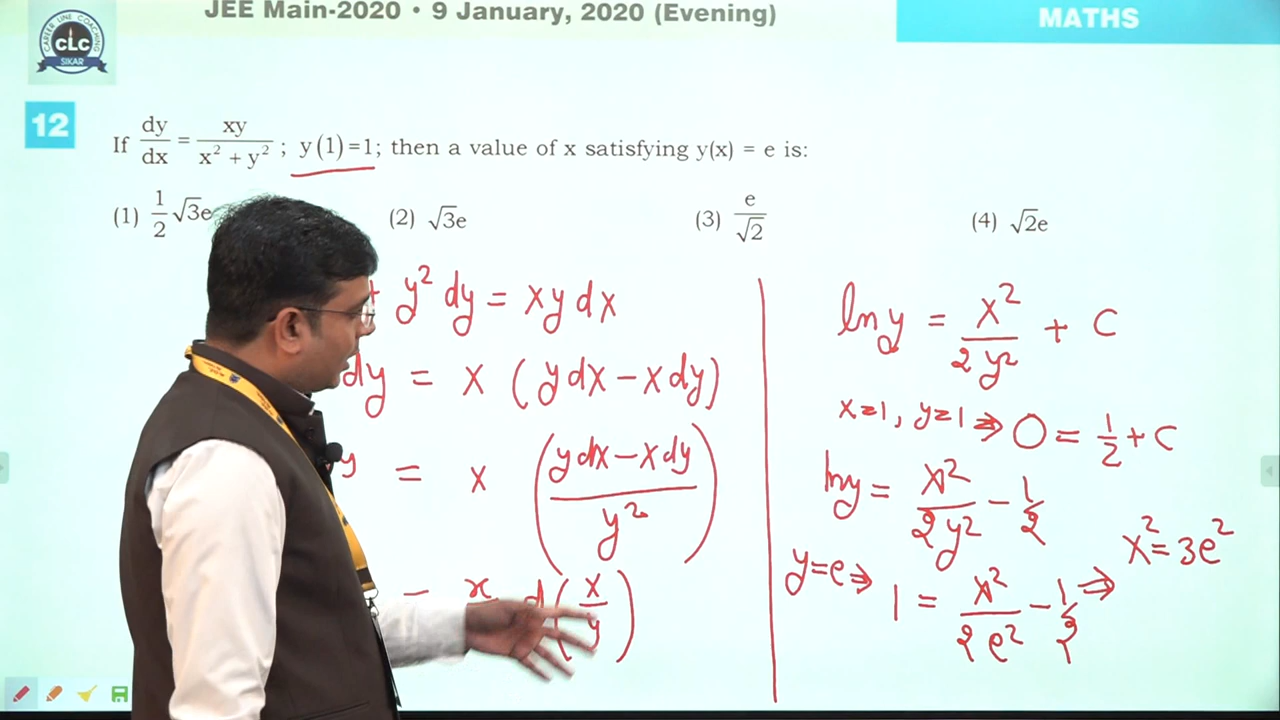 JEE Main-2020 • 9 January, 2020 (Evening)
MATHS
CAREER LINE COACHING
CLC
SIKAR
12
If dy/dx = xy/(x² + y²) ; y(1)=1; then a value of x satisfying y(x) = e is:
(1) 1/2 √3e
(2) √3e
(3) e/√2
(4) √2e
+ y² dy = xy dx
dy = x (ydx – xdy)
y = x ((ydx – xdy)/y²)
= x d(x/y)
ln y = x²/2y² + C
x=1, y=1 ⇒ 0 = 1/2 + C
ln y = x²/2y² – 1/2
y=e ⇒ 1 = x²/2e² – 1/2 ⇒ x² = 3e²